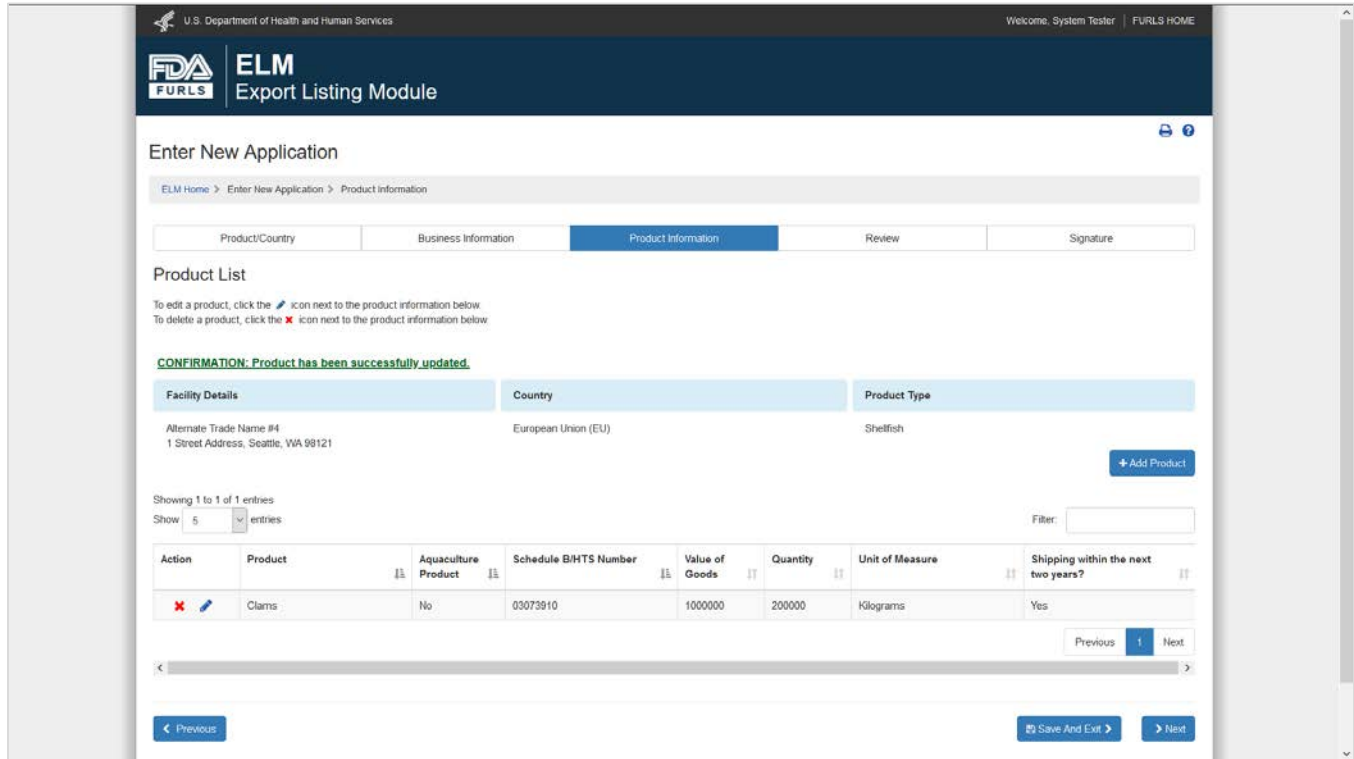 U.S. Department of Health and Human Services
Welcome, System Tester | FURLS HOME
FDA
FURLS
ELM
Export Listing Module
Enter New Application
ELM Home > Enter New Application > Product Information
Product/Country
Business Information
Product Information
Review
Signature
Product List
To edit a product, click the icon next to the product information below.
To delete a product, click the icon next to the product information below
CONFIRMATION: Product has been successfully updated.
Facility Details
Country
Product Type
Alternate Trade Name #4
1 Street Address, Seattle, WA 98121
European Union (EU)
Shellfish
+ Add Product
Showing 1 to 1 of 1 entries
Show 5 entries
Filter:
Action
Product
Aquaculture Product
Schedule B/HTS Number
Value of Goods
Quantity
Unit of Measure
Shipping within the next two years?
Clams
No
03073910
1000000
200000
Kilograms
Yes
Previous 1 Next
Previous
Save And Exit
Next